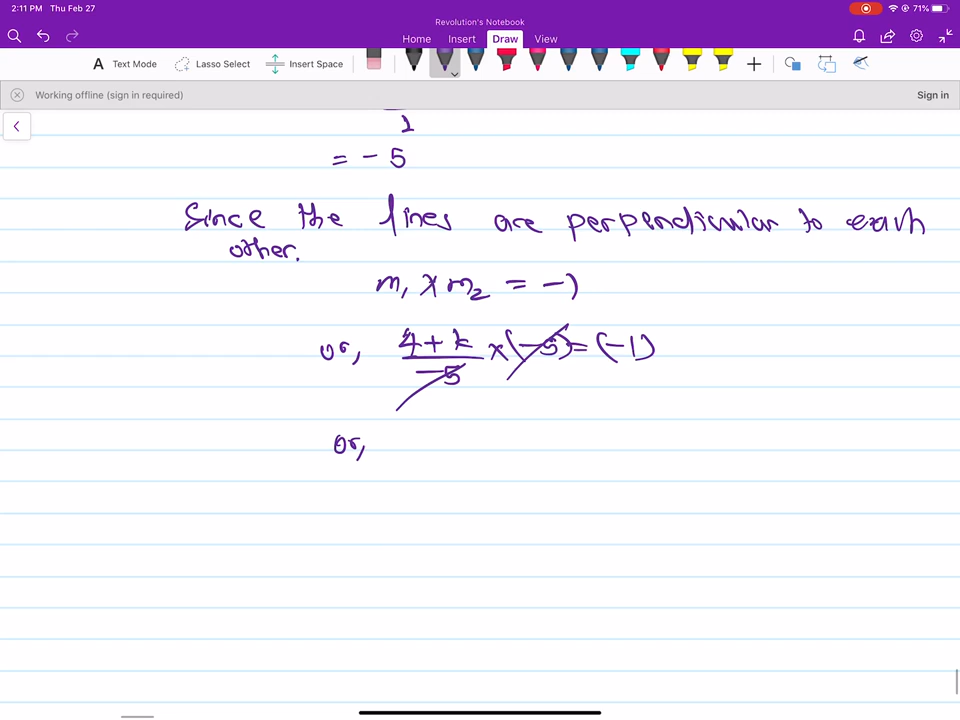 2:11 PM Thu Feb 27
71%
Revolution's Notebook
Home Insert Draw View
Text Mode Lasso Select Insert Space
Working offline (sign in required) Sign in
2
= - 5
Since the lines are perpendicular to each
other.
m₁ × m₂ = -1
or, (4+k)/(-5) × (-5) = (-1)
or,